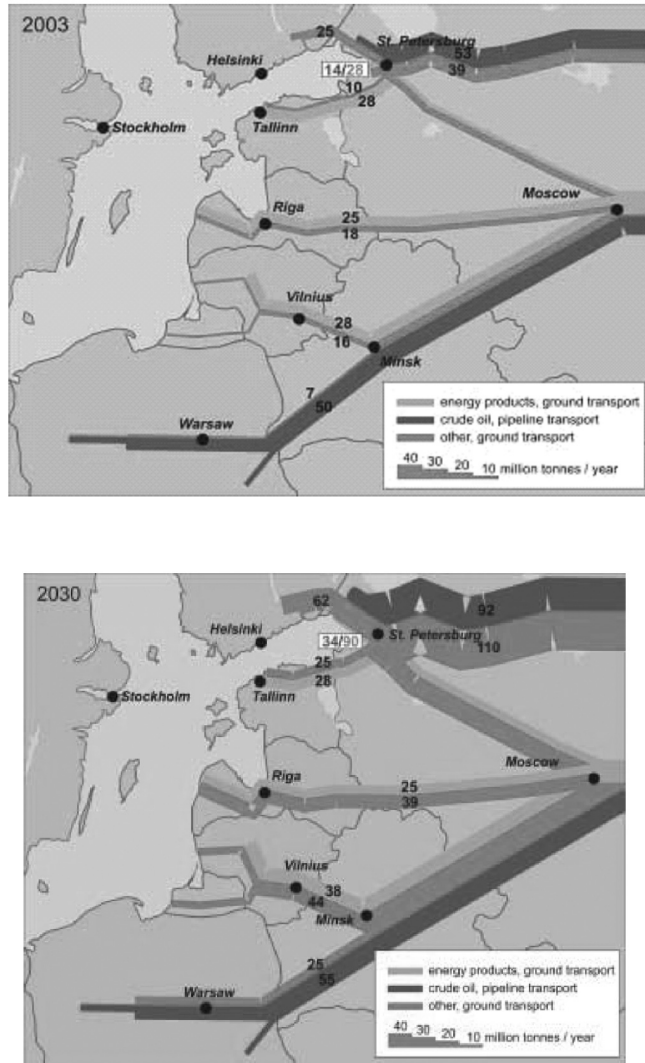 2003
25
St. Petersburg
53
Helsinki
14/28
39
10
28
Stockholm
Tallinn
Moscow
Riga
25
18
Vilnius
28
16
Minsk
7
50
Warsaw
energy products, ground transport
crude oil, pipeline transport
other, ground transport
40 30 20 10 million tonnes / year
2030
62
92
Helsinki
34/90
St. Petersburg
110
25
28
Stockholm
Tallinn
Moscow
Riga
25
39
Vilnius
38
44
Minsk
25
55
Warsaw
energy products, ground transport
crude oil, pipeline transport
other, ground transport
40 30 20 10 million tonnes / year